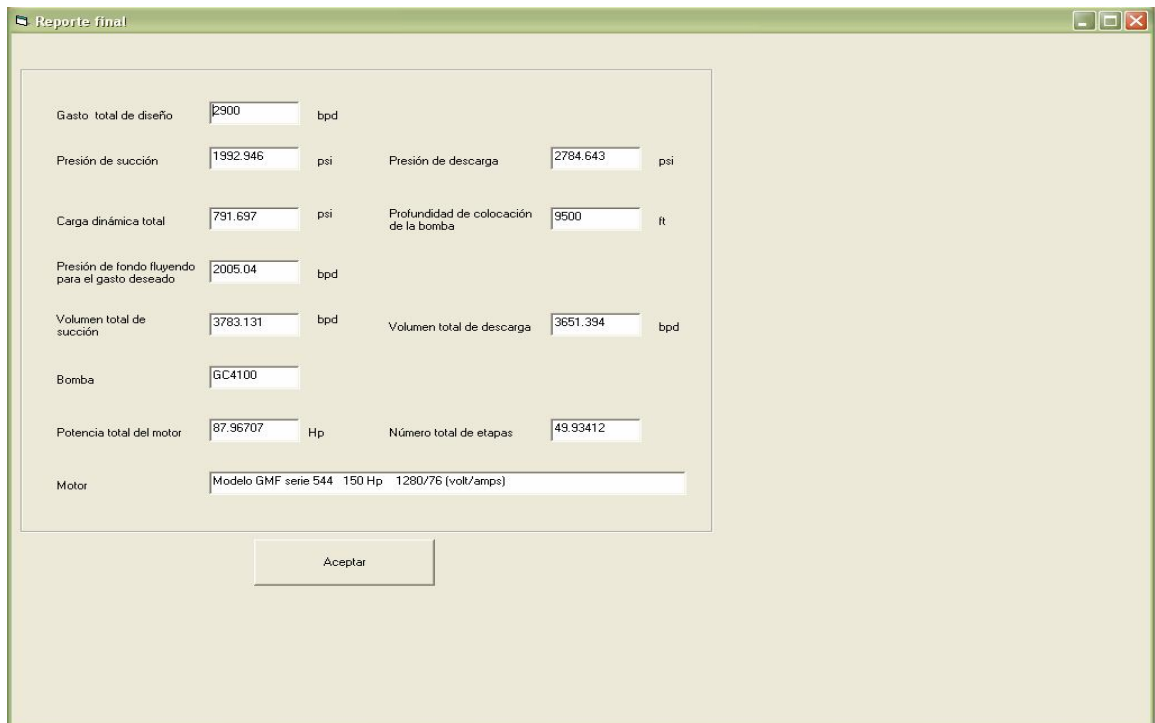 Reporte final
Gasto total de diseño 2900 bpd
Presión de succión 1992.946 psi Presión de descarga 2784.643 psi
Carga dinámica total 791.697 psi Profundidad de colocación
de la bomba 9500 ft
Presión de fondo fluyendo
para el gasto deseado 2005.04 bpd
Volumen total de
succión 3783.131 bpd Volumen total de descarga 3651.394 bpd
Bomba GC4100
Potencia total del motor 87.96707 Hp Número total de etapas 49.93412
Motor Modelo GMF serie 544 150 Hp 1280/76 (volt/amps)
Aceptar